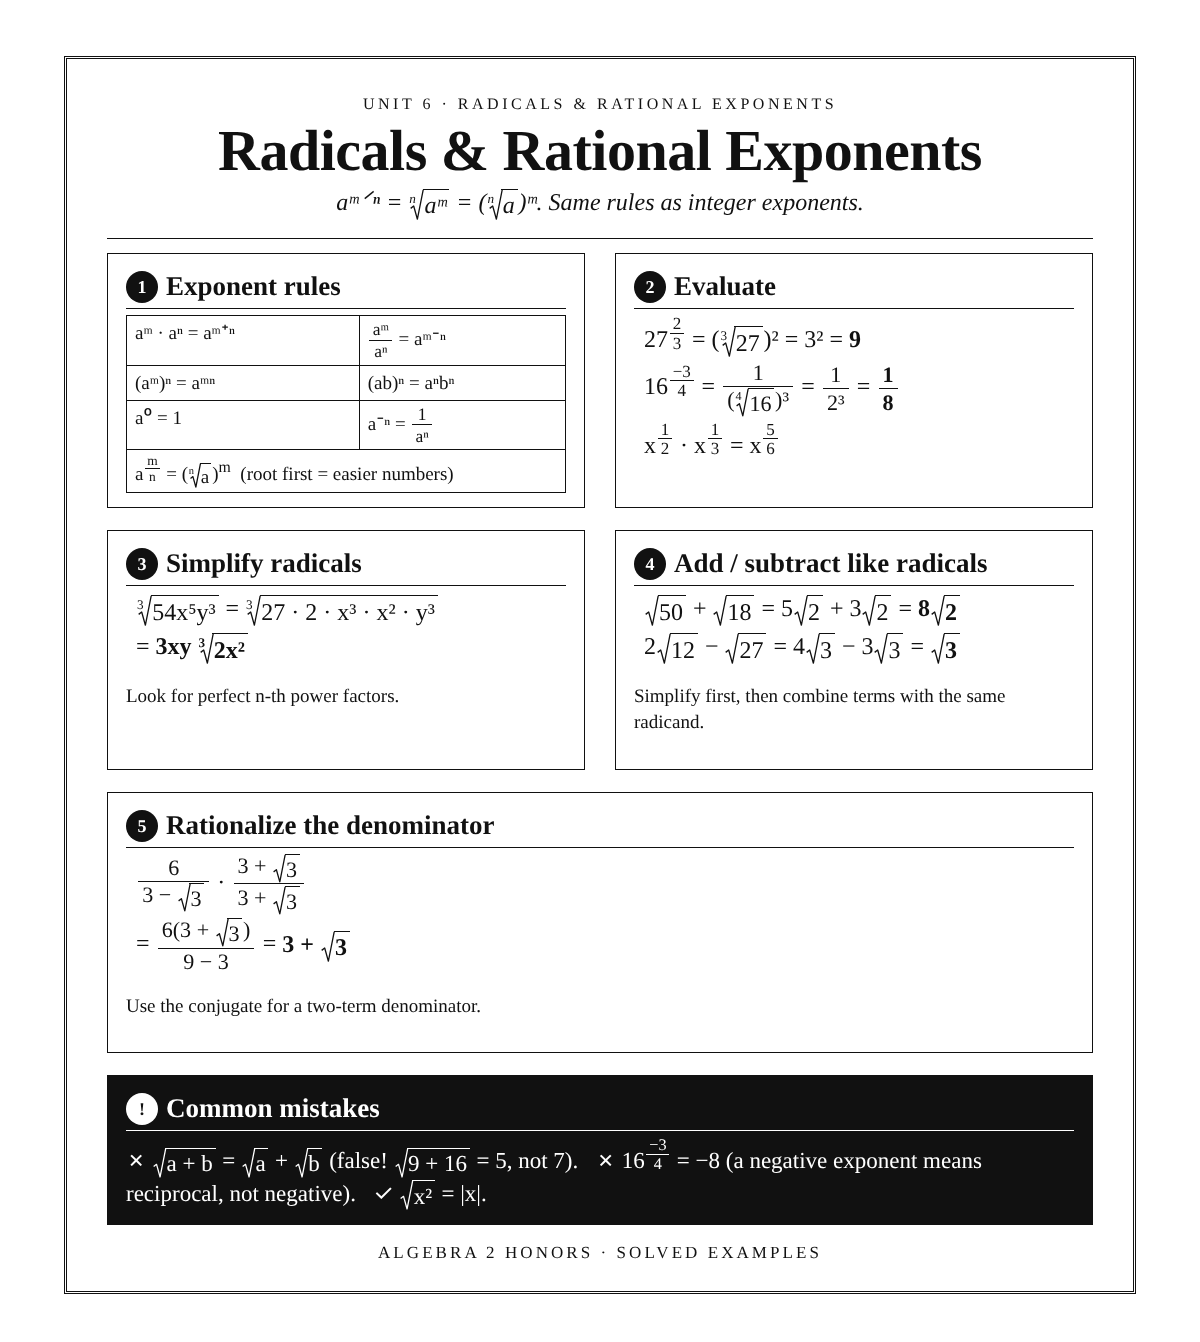 UNIT 6 · RADICALS & RATIONAL EXPONENTS
Radicals & Rational Exponents
aᵐᐟⁿ = ⁿ√aᵐ = (ⁿ√a)ᵐ. Same rules as integer exponents.
1 Exponent rules
aᵐ · aⁿ = aᵐ⁺ⁿ
aᵐ/aⁿ = aᵐ⁻ⁿ
(aᵐ)ⁿ = aᵐⁿ
(ab)ⁿ = aⁿbⁿ
a⁰ = 1
a⁻ⁿ = 1/aⁿ
a^(m/n) = (ⁿ√a)^m (root first = easier numbers)
2 Evaluate
27^(2/3) = (³√27)² = 3² = 9
16^(−3/4) = 1/(⁴√16)³ = 1/2³ = 1/8
x^(1/2) · x^(1/3) = x^(5/6)
3 Simplify radicals
³√54x⁵y³ = ³√27 · 2 · x³ · x² · y³
= 3xy ³√2x²
Look for perfect n-th power factors.
4 Add / subtract like radicals
√50 + √18 = 5√2 + 3√2 = 8√2
2√12 − √27 = 4√3 − 3√3 = √3
Simplify first, then combine terms with the same
radicand.
5 Rationalize the denominator
6/(3 − √3) · (3 + √3)/(3 + √3)
= 6(3 + √3)/(9 − 3) = 3 + √3
Use the conjugate for a two-term denominator.
! Common mistakes
✕ √a + b = √a + √b (false! √9 + 16 = 5, not 7). ✕ 16^(−3/4) = −8 (a negative exponent means
reciprocal, not negative). ✓ √x² = |x|.
ALGEBRA 2 HONORS · SOLVED EXAMPLES